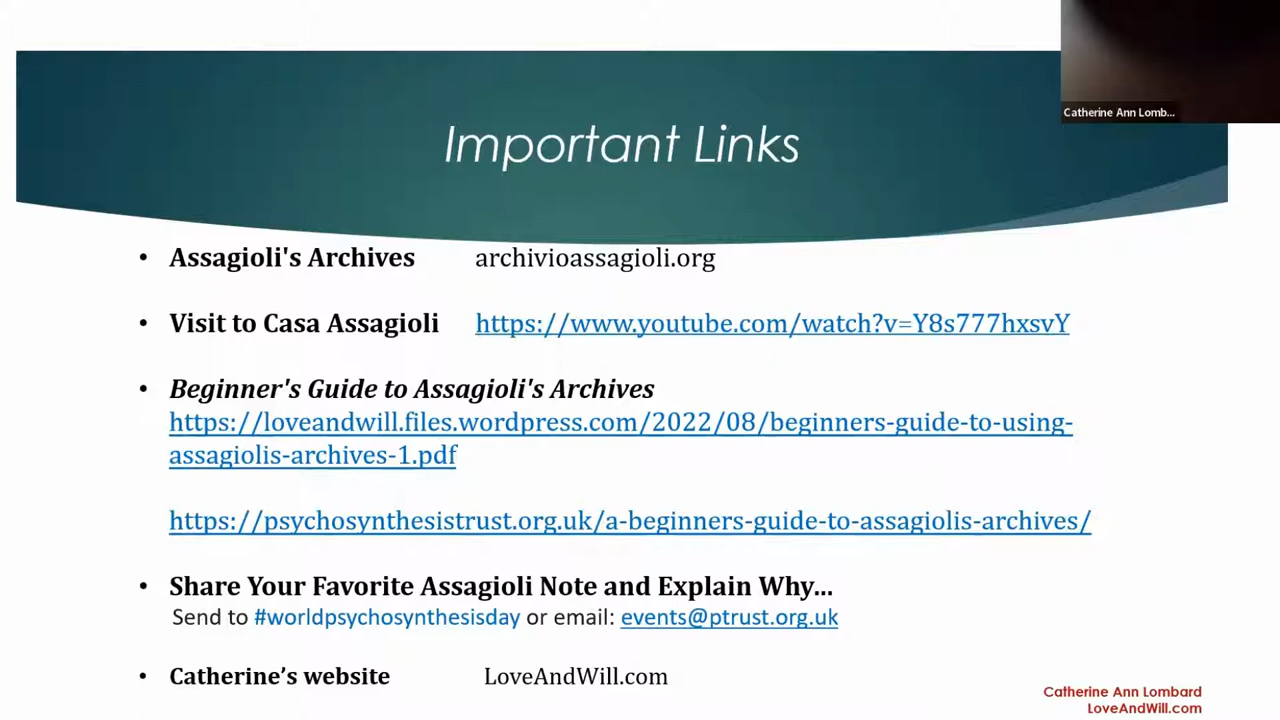 Catherine Ann Lomb...
Important Links
• Assagioli's Archives archivioassagioli.org
• Visit to Casa Assagioli https://www.youtube.com/watch?v=Y8s777hxsvY
• Beginner's Guide to Assagioli's Archives
https://loveandwill.files.wordpress.com/2022/08/beginners-guide-to-using-
assagiolis-archives-1.pdf
https://psychosynthesistrust.org.uk/a-beginners-guide-to-assagiolis-archives/
• Share Your Favorite Assagioli Note and Explain Why...
Send to #worldpsychosynthesisday or email: events@ptrust.org.uk
• Catherine’s website LoveAndWill.com
Catherine Ann Lombard
LoveAndWill.com